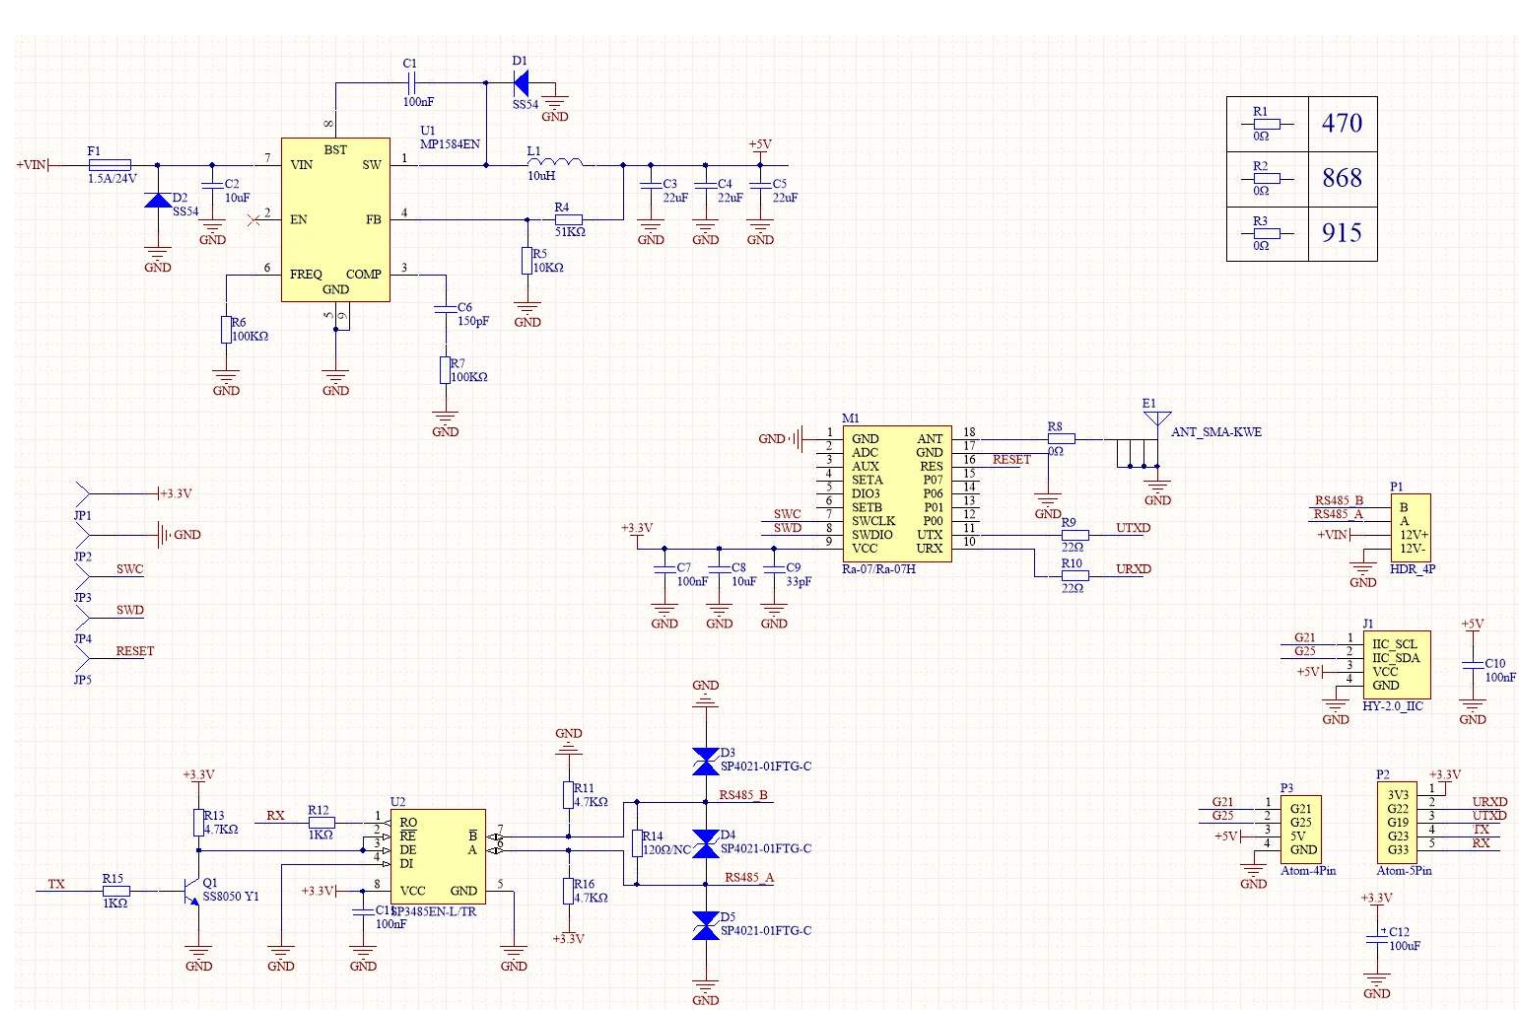 C1
100nF
D1
SS54
GND
8
BST
U1
MP1584EN
+VIN
F1
1.5A/24V
D2
SS54
GND
C2
10uF
GND
7
VIN
SW
1
2
EN
FB
4
6
FREQ
COMP
3
GND
5
9
GND
L1
10uH
R4
51KΩ
R5
10KΩ
GND
+5V
C3
22uF
GND
C4
22uF
GND
C5
22uF
GND
R6
100KΩ
GND
C6
150pF
R7
100KΩ
GND
R1
0Ω
470
R2
0Ω
868
R3
0Ω
915
JP1
+3.3V
JP2
GND
JP3
SWC
JP4
SWD
JP5
RESET
M1
GND
1 GND
2 ADC
3 AUX
4 SETA
5 DIO3
6 SETB
SWC 7 SWCLK
SWD 8 SWDIO
9 VCC
ANT 18
GND 17
RES 16 RESET
P07 15
P06 14
P01 13
P00 12
UTX 11
URX 10
Ra-07/Ra-07H
+3.3V
C7
100nF
GND
C8
10uF
GND
C9
33pF
GND
R8
0Ω
GND
E1
ANT_SMA-KWE
GND
R9
22Ω
UTXD
R10
22Ω
URXD
P1
RS485_B B
RS485_A A
+VIN 12V+
12V-
GND
HDR_4P
J1
G21 1 IIC_SCL
G25 2 IIC_SDA
+5V 3 VCC
4 GND
GND
HY-2.0_IIC
+5V
C10
100nF
GND
+3.3V
R13
4.7KΩ
RX
R12
1KΩ
TX
R15
1KΩ
Q1
SS8050 Y1
GND
GND
U2
1 RO
2 RE
3 DE
4 DI
8 VCC
B 7
A 6
GND 5
SP3485EN-L/TR
+3.3V
C11
100nF
GND
GND
GND
R11
4.7KΩ
R16
4.7KΩ
+3.3V
R14
120Ω/NC
GND
D3
SP4021-01FTG-C
RS485_B
D4
SP4021-01FTG-C
RS485_A
D5
SP4021-01FTG-C
GND
P3
G21 1 G21
G25 2 G25
+5V 3 5V
4 GND
GND
Atom-4Pin
P2
3V3 1 +3.3V
G22 2 URXD
G19 3 UTXD
G23 4 TX
G33 5 RX
Atom-5Pin
+3.3V
+
C12
100uF
GND